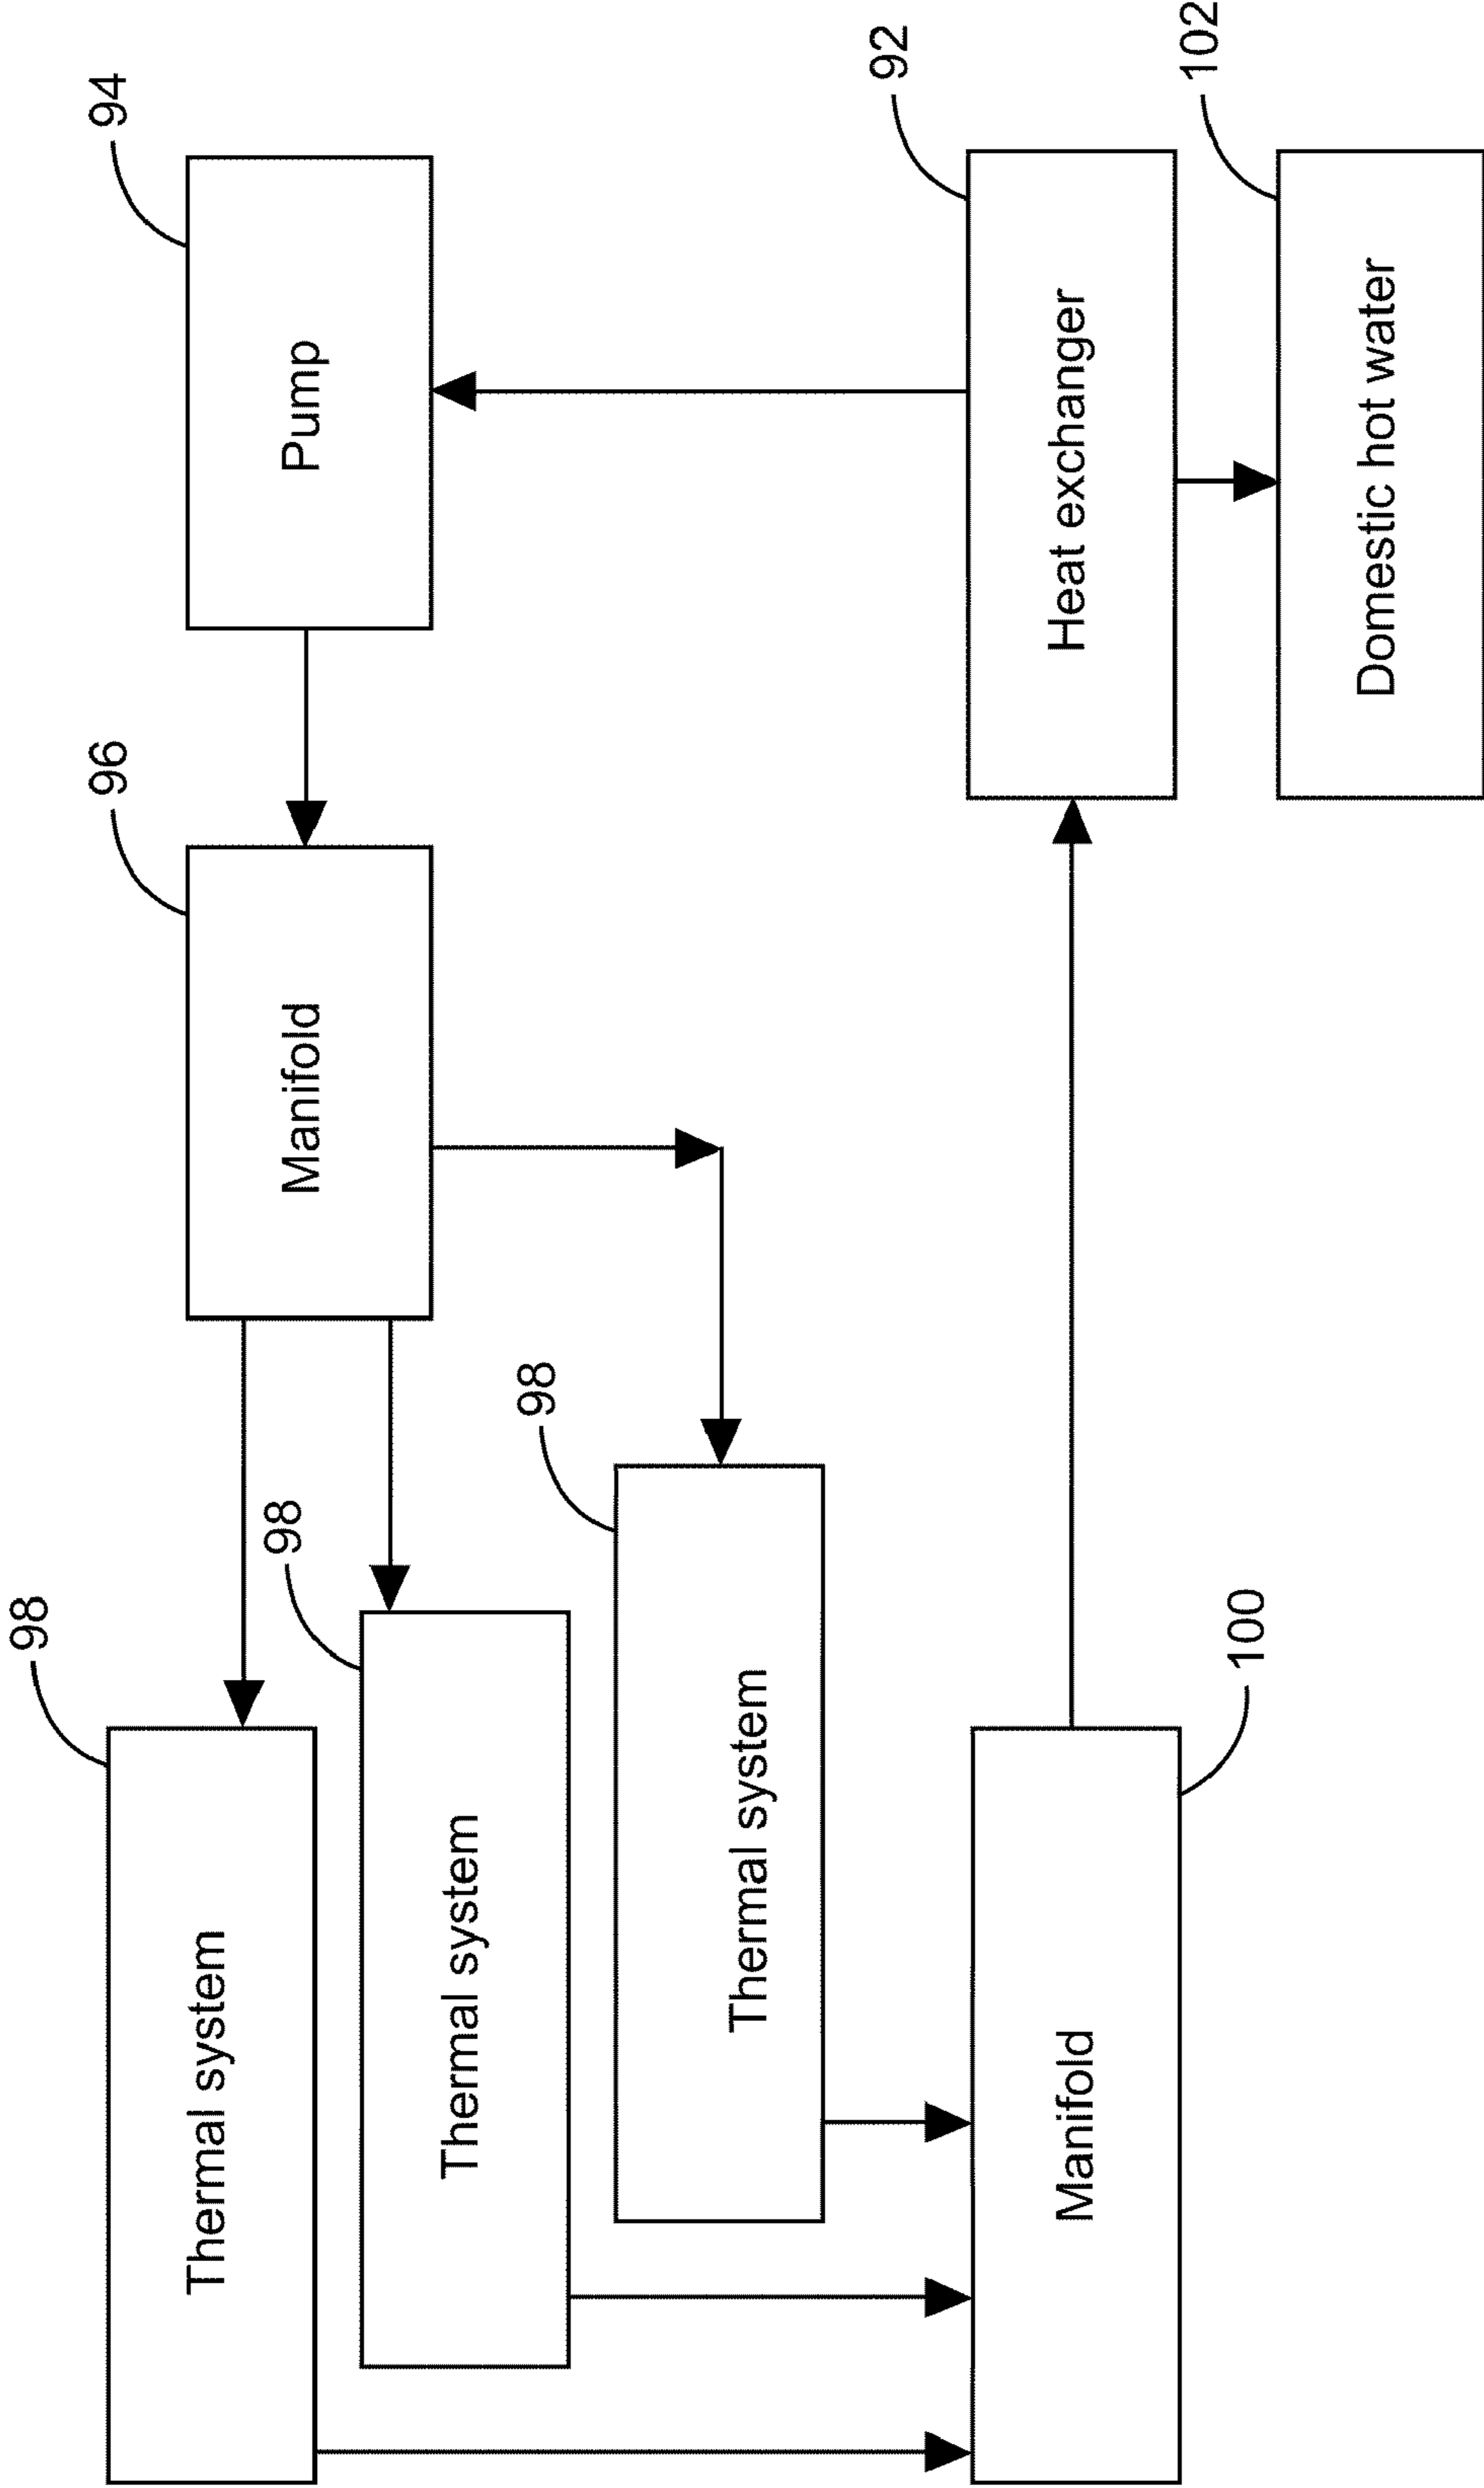 98
96
94
Thermal system
98
Manifold
Pump
Thermal system
98
Thermal system
92
Manifold
Heat exchanger
102
100
Domestic hot water